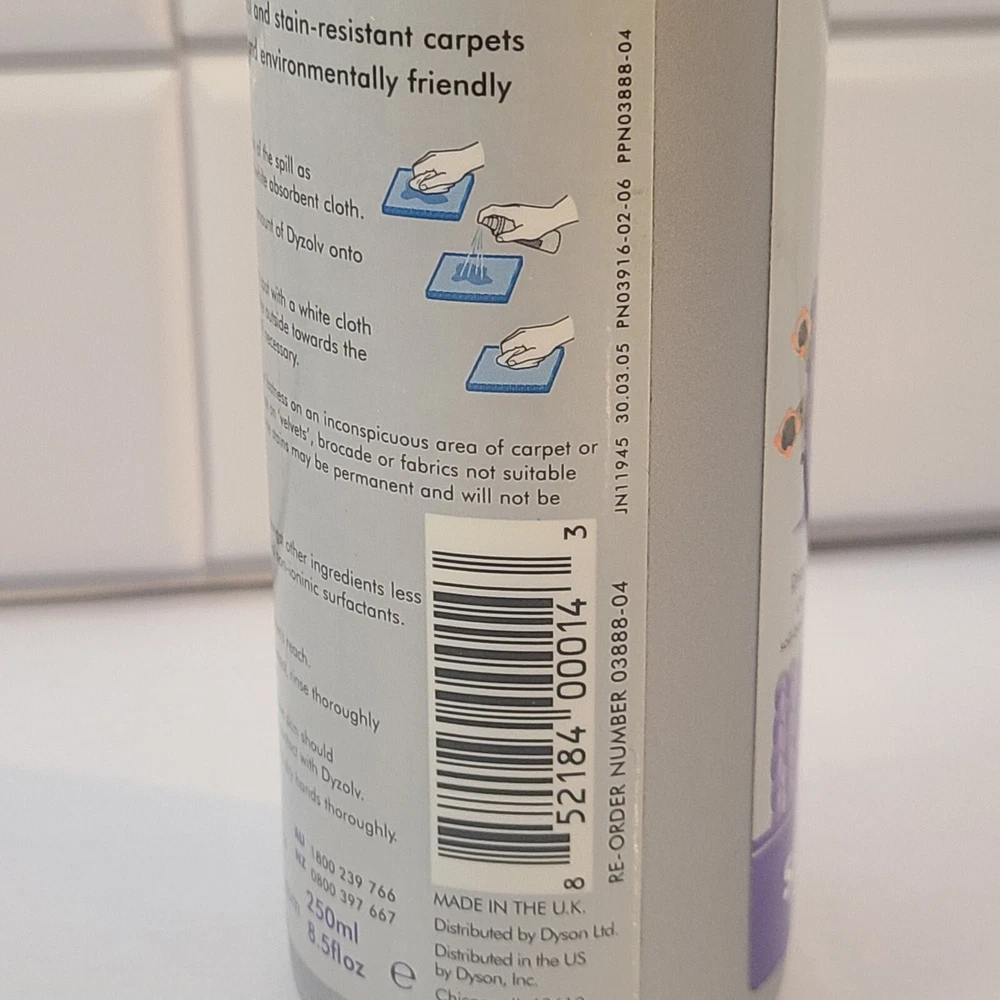 and stain-resistant carpets
environmentally friendly
of the spill as
absorbent cloth.
of Dyzolv onto
with a white cloth
outside towards the
necessary.
on an inconspicuous area of carpet or
on 'velvets', brocade or fabrics not suitable
stains may be permanent and will not be
other ingredients less
surfactants.
reach.
rinse thoroughly
should
with Dyzolv.
hands thoroughly.
AU 1800 239 766
NZ 0800 397 667
250ml
8.5floz
e
8 52184 00014 3
MADE IN THE U.K.
Distributed by Dyson Ltd.
Distributed in the US
by Dyson, Inc.
RE-ORDER NUMBER 03888-04
JN11945 30.03.05 PN03916-02-06 PPN03888-04